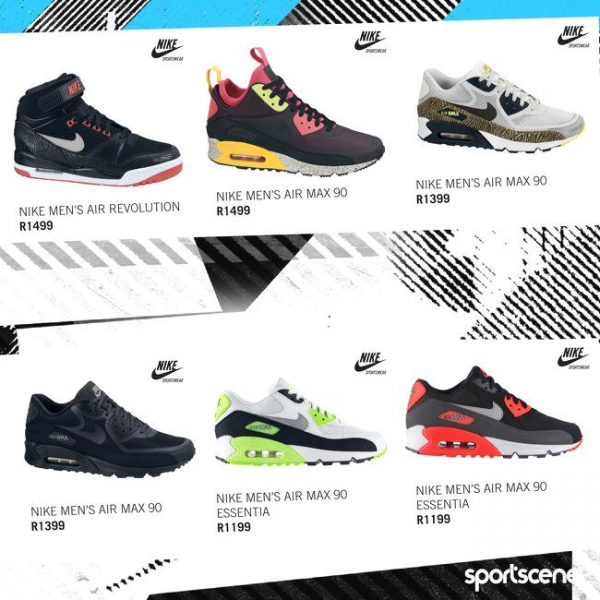 NIKE
SPORTSWEAR
NIKE
SPORTSWEAR
NIKE
SPORTSWEAR
NIKE MEN'S AIR REVOLUTION
R1499
NIKE MEN'S AIR MAX 90
R1499
NIKE MEN'S AIR MAX 90
R1399
NIKE
SPORTSWEAR
NIKE
SPORTSWEAR
NIKE
SPORTSWEAR
NIKE MEN'S AIR MAX 90
R1399
NIKE MEN'S AIR MAX 90
ESSENTIA
R1199
NIKE MEN'S AIR MAX 90
ESSENTIA
R1199
sportscene